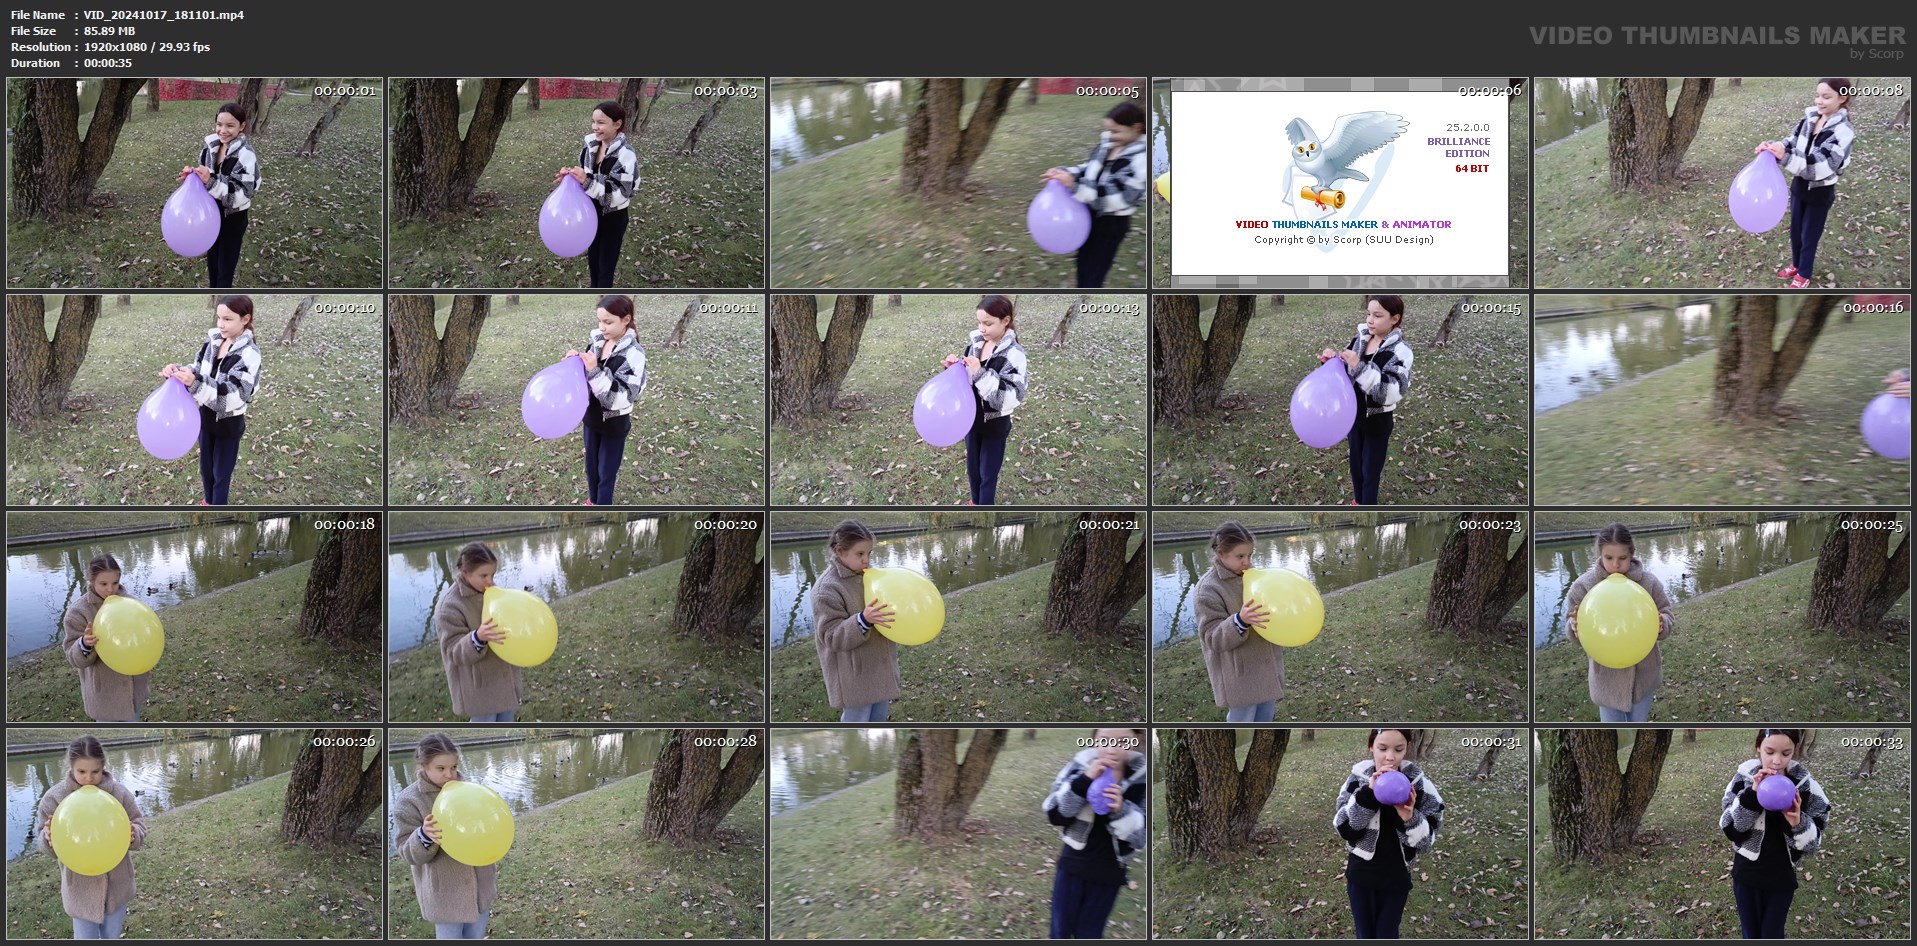 File Name : VID_20241017_181101.mp4
File Size : 85.89 MB
Resolution : 1920x1080 / 29.93 fps
Duration : 00:00:35
VIDEO THUMBNAILS MAKER
by Scorp
00:00:01
00:00:03
00:00:05
00:00:06
25.2.0.0
BRILLIANCE
EDITION
64 BIT
VIDEO THUMBNAILS MAKER & ANIMATOR
Copyright © by Scorp (SUU Design)
00:00:08
00:00:10
00:00:11
00:00:13
00:00:15
00:00:16
00:00:18
00:00:20
00:00:21
00:00:23
00:00:25
00:00:26
00:00:28
00:00:30
00:00:31
00:00:33